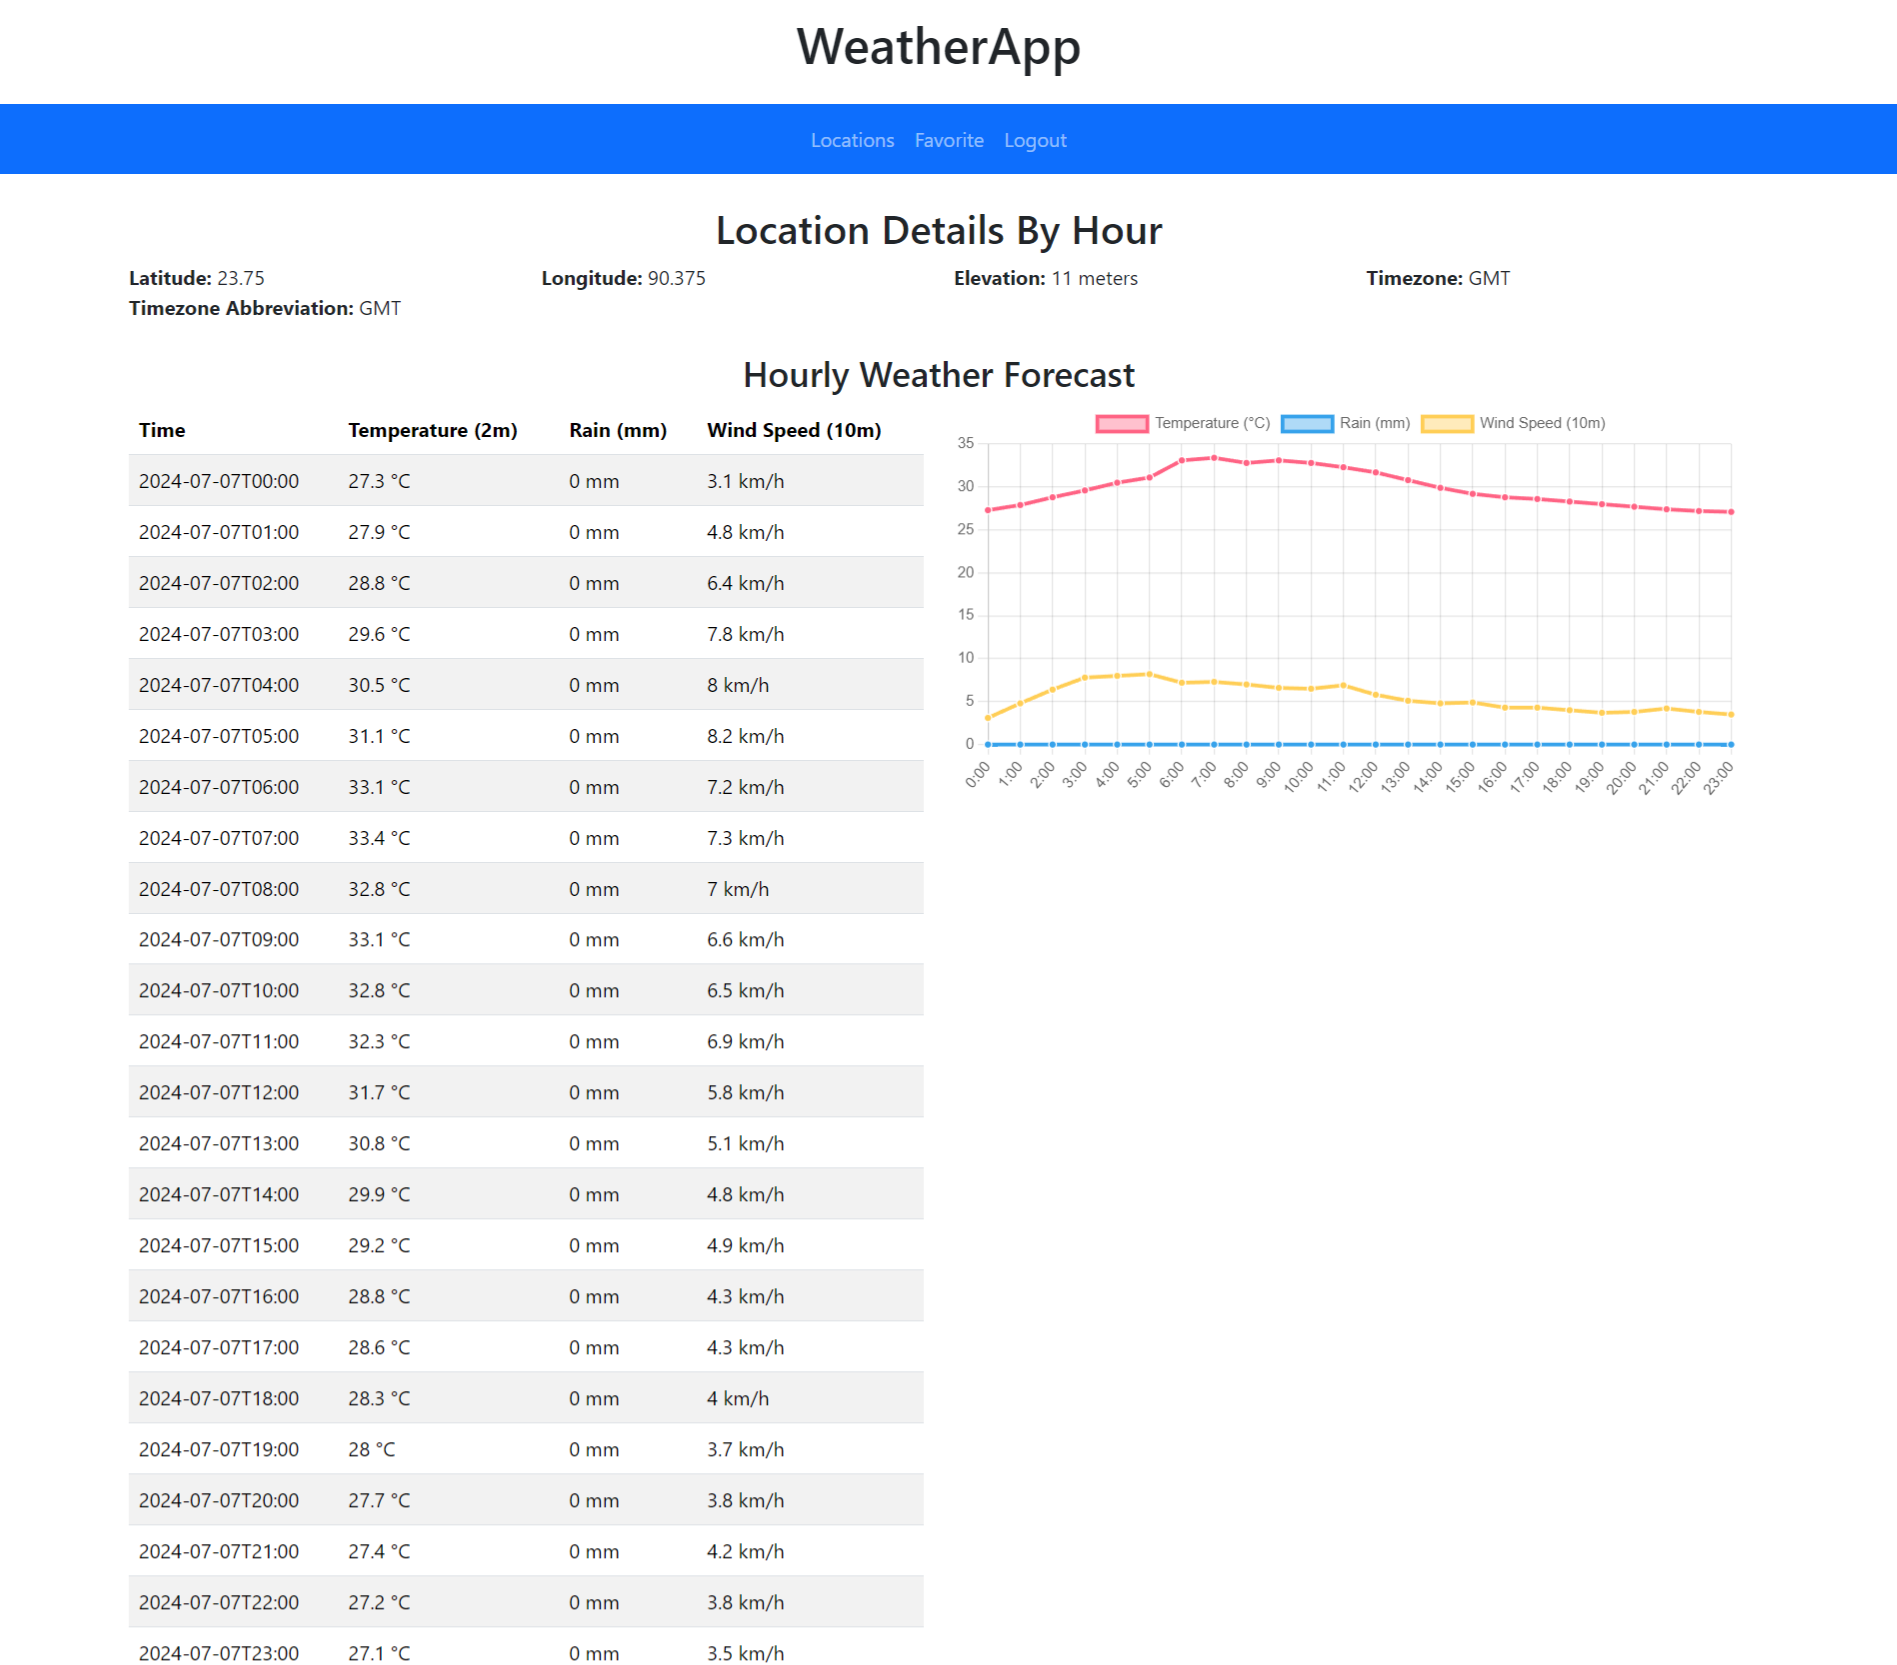 WeatherApp
Locations Favorite Logout
Location Details By Hour
Latitude: 23.75 Longitude: 90.375 Elevation: 11 meters Timezone: GMT
Timezone Abbreviation: GMT
Hourly Weather Forecast
Time Temperature (2m) Rain (mm) Wind Speed (10m)
2024-07-07T00:00 27.3 °C 0 mm 3.1 km/h
2024-07-07T01:00 27.9 °C 0 mm 4.8 km/h
2024-07-07T02:00 28.8 °C 0 mm 6.4 km/h
2024-07-07T03:00 29.6 °C 0 mm 7.8 km/h
2024-07-07T04:00 30.5 °C 0 mm 8 km/h
2024-07-07T05:00 31.1 °C 0 mm 8.2 km/h
2024-07-07T06:00 33.1 °C 0 mm 7.2 km/h
2024-07-07T07:00 33.4 °C 0 mm 7.3 km/h
2024-07-07T08:00 32.8 °C 0 mm 7 km/h
2024-07-07T09:00 33.1 °C 0 mm 6.6 km/h
2024-07-07T10:00 32.8 °C 0 mm 6.5 km/h
2024-07-07T11:00 32.3 °C 0 mm 6.9 km/h
2024-07-07T12:00 31.7 °C 0 mm 5.8 km/h
2024-07-07T13:00 30.8 °C 0 mm 5.1 km/h
2024-07-07T14:00 29.9 °C 0 mm 4.8 km/h
2024-07-07T15:00 29.2 °C 0 mm 4.9 km/h
2024-07-07T16:00 28.8 °C 0 mm 4.3 km/h
2024-07-07T17:00 28.6 °C 0 mm 4.3 km/h
2024-07-07T18:00 28.3 °C 0 mm 4 km/h
2024-07-07T19:00 28 °C 0 mm 3.7 km/h
2024-07-07T20:00 27.7 °C 0 mm 3.8 km/h
2024-07-07T21:00 27.4 °C 0 mm 4.2 km/h
2024-07-07T22:00 27.2 °C 0 mm 3.8 km/h
2024-07-07T23:00 27.1 °C 0 mm 3.5 km/h
Temperature (°C) Rain (mm) Wind Speed (10m)
35
30
25
20
15
10
5
0
0:00 1:00 2:00 3:00 4:00 5:00 6:00 7:00 8:00 9:00 10:00 11:00 12:00 13:00 14:00 15:00 16:00 17:00 18:00 19:00 20:00 21:00 22:00 23:00